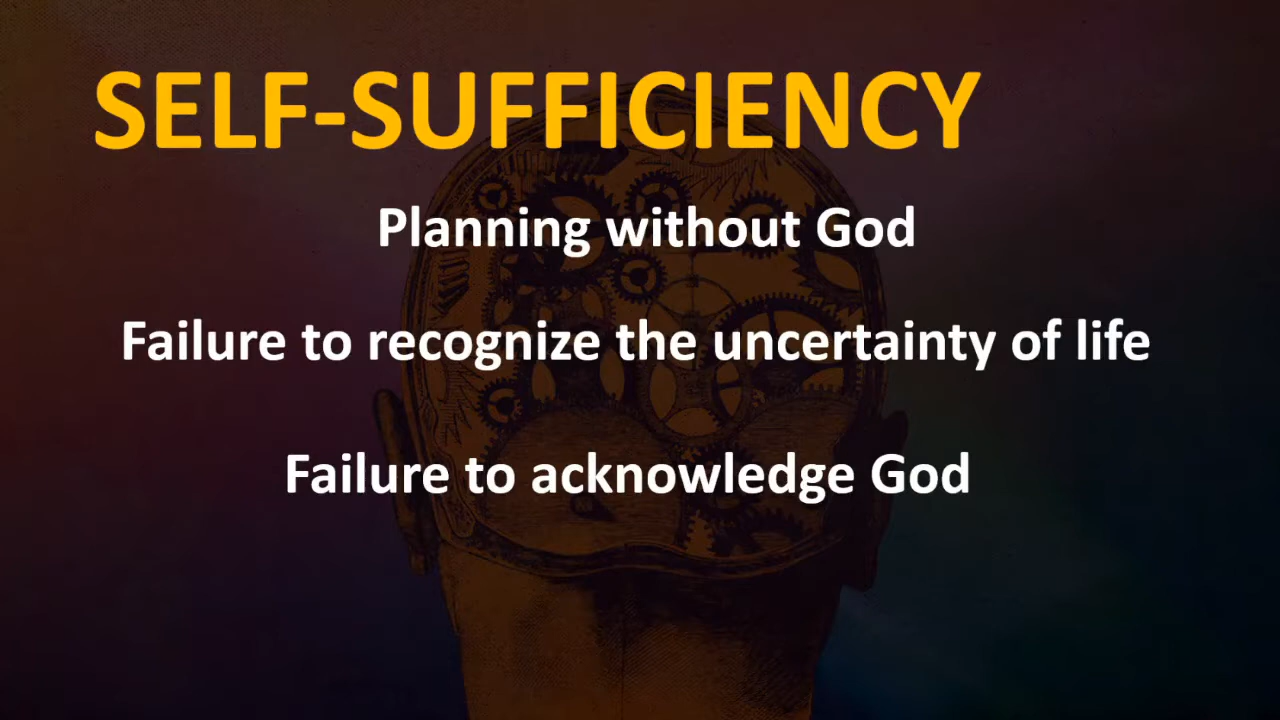 SELF-SUFFICIENCY
Planning without God
Failure to recognize the uncertainty of life
Failure to acknowledge God